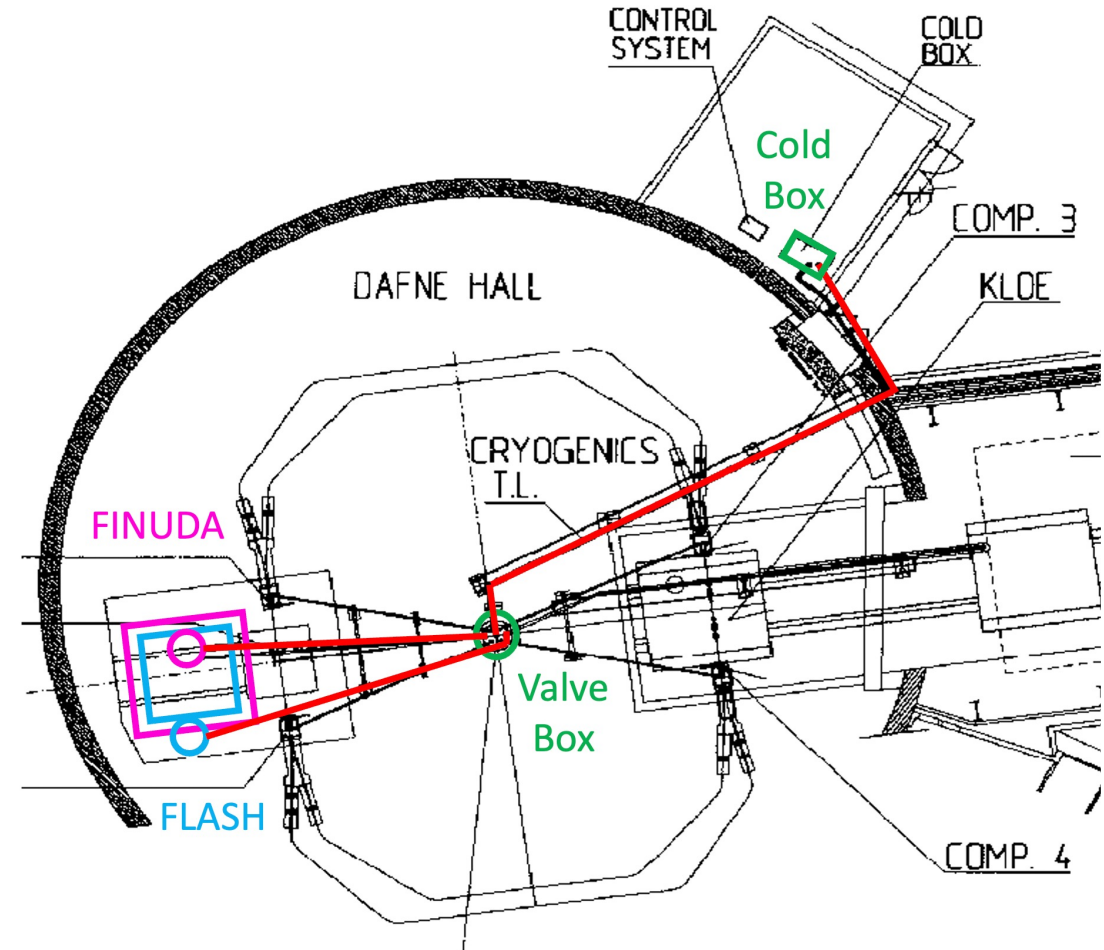 CONTROL
SYSTEM
COLD
BOX
Cold
Box
COMP. 3
DAFNE HALL
KLOE
CRYOGENICS
T.L.
FINUDA
Valve
Box
FLASH
COMP. 4